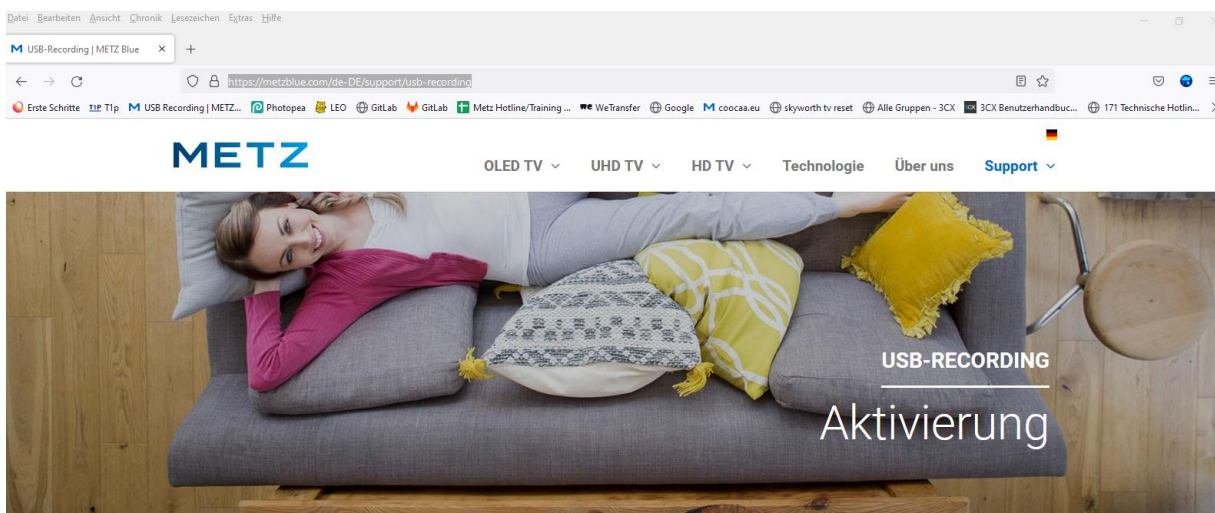 Datei Bearbeiten Ansicht Chronik Lesezeichen Extras Hilfe
USB-Recording | METZ Blue
https://metzblue.com/de-DE/support/usb-recording
Erste Schritte TIP T1p M USB Recording | METZ... Photopea LEO GitLab GitLab Metz Hotline/Training ... we WeTransfer Google M coocaa.eu skyworth tv reset Alle Gruppen - 3CX 3CX Benutzerhandbuc... 171 Technische Hotlin...
METZ
OLED TV UHD TV HD TV Technologie Über uns Support
USB-RECORDING
Aktivierung